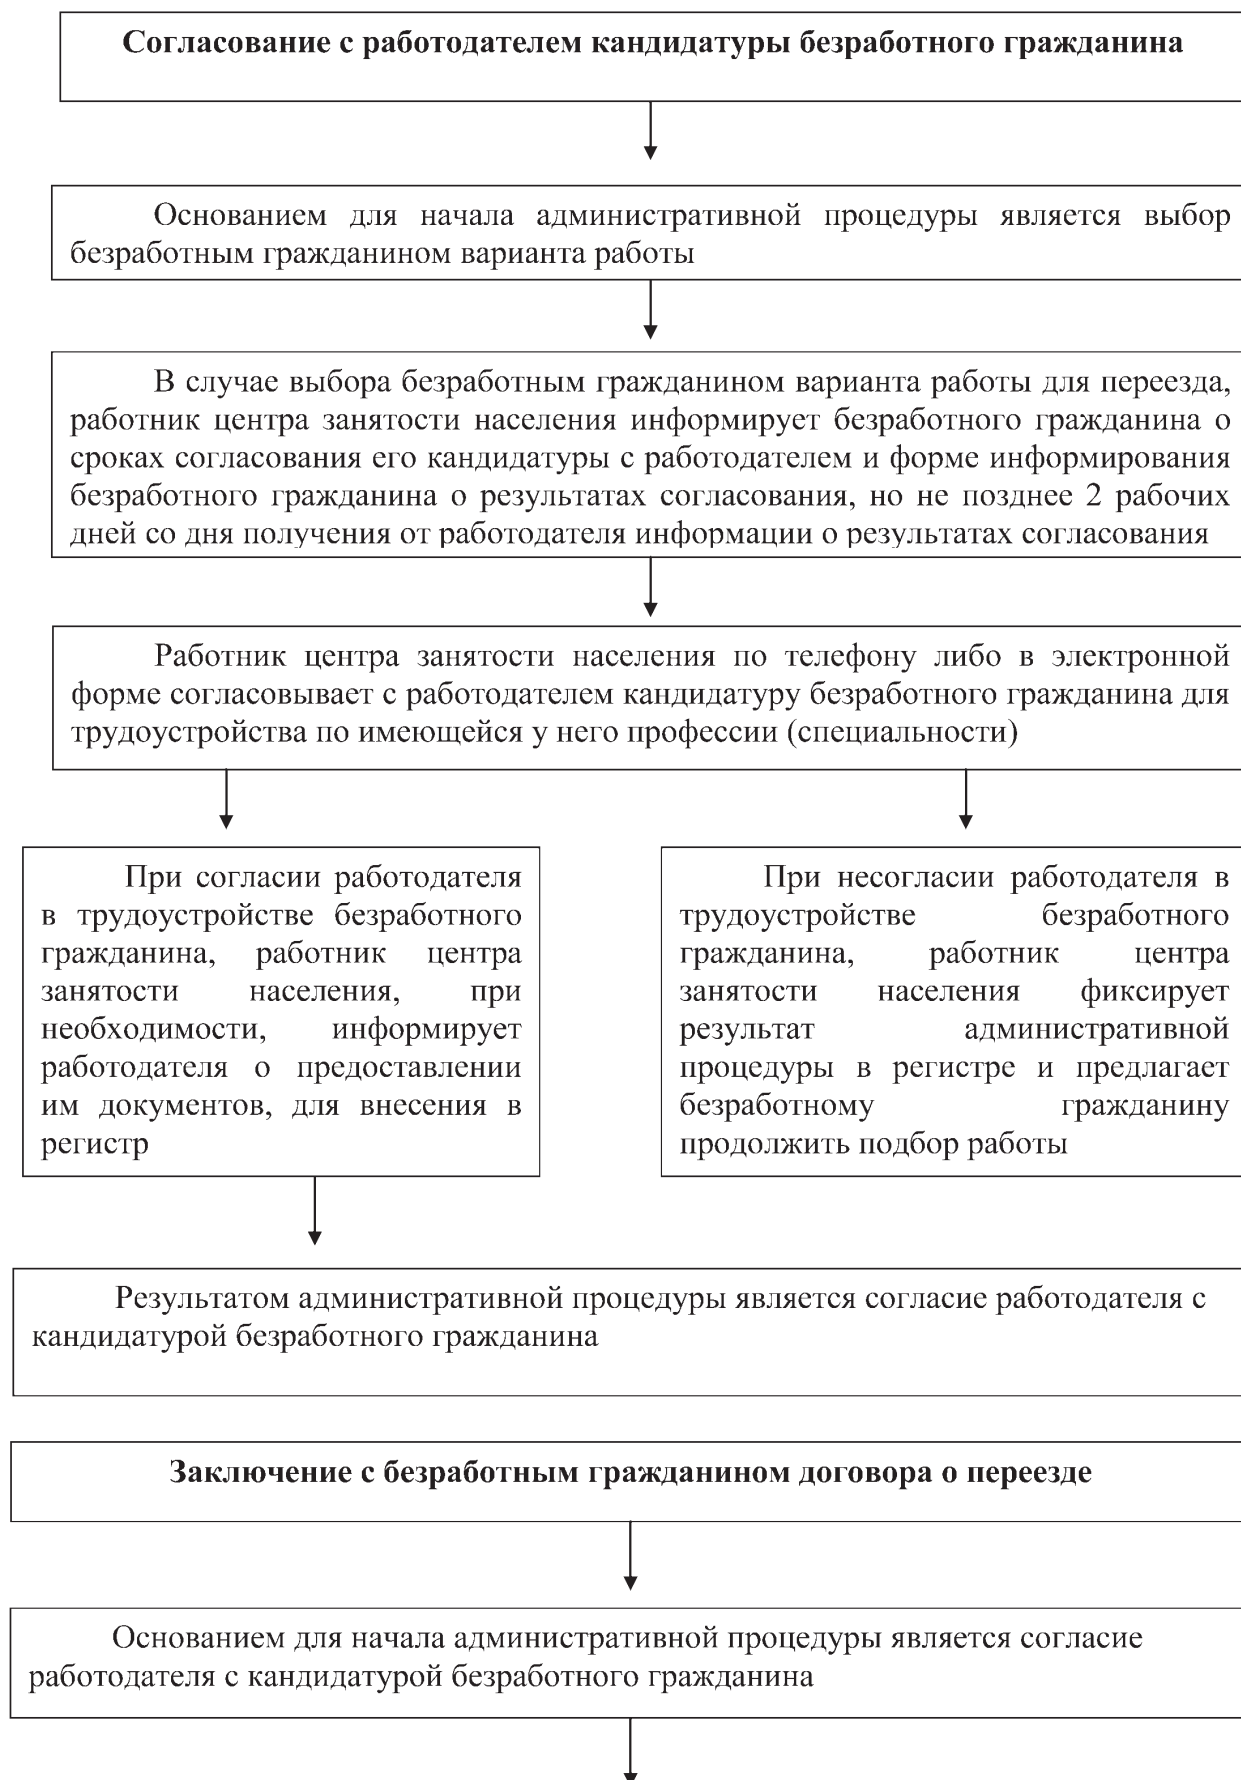 Согласование с работодателем кандидатуры безработного гражданина
Основанием для начала административной процедуры является выбор
безработным гражданином варианта работы
В случае выбора безработным гражданином варианта работы для переезда,
работник центра занятости населения информирует безработного гражданина о
сроках согласования его кандидатуры с работодателем и форме информирования
безработного гражданина о результатах согласования, но не позднее 2 рабочих
дней со дня получения от работодателя информации о результатах согласования
Работник центра занятости населения по телефону либо в электронной
форме согласовывает с работодателем кандидатуру безработного гражданина для
трудоустройства по имеющейся у него профессии (специальности)
При согласии работодателя
в трудоустройстве безработного
гражданина, работник центра
занятости населения, при
необходимости, информирует
работодателя о предоставлении
им документов, для внесения в
регистр
При несогласии работодателя в
трудоустройстве безработного
гражданина, работник центра
занятости населения фиксирует
результат административной
процедуры в регистре и предлагает
безработному гражданину
продолжить подбор работы
Результатом административной процедуры является согласие работодателя с
кандидатурой безработного гражданина
Заключение с безработным гражданином договора о переезде
Основанием для начала административной процедуры является согласие
работодателя с кандидатурой безработного гражданина